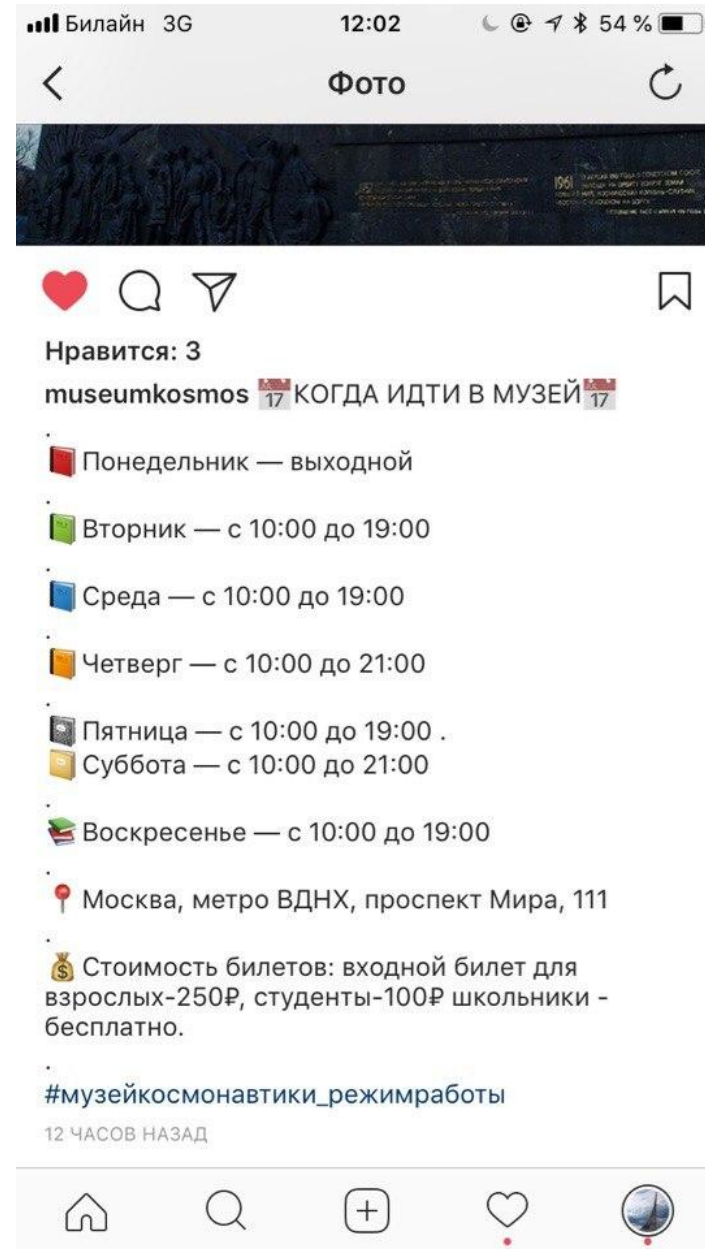 Билайн 3G 12:02 54 %
Фото
1961
Нравится: 3
museumkosmos 17 КОГДА ИДТИ В МУЗЕЙ 17
.
Понедельник — выходной
.
Вторник — с 10:00 до 19:00
.
Среда — с 10:00 до 19:00
.
Четверг — с 10:00 до 21:00
.
Пятница — с 10:00 до 19:00 .
Суббота — с 10:00 до 21:00
.
Воскресенье — с 10:00 до 19:00
.
Москва, метро ВДНХ, проспект Мира, 111
.
Стоимость билетов: входной билет для
взрослых-250₽, студенты-100₽ школьники -
бесплатно.
.
#музейкосмонавтики_режимработы
12 ЧАСОВ НАЗАД